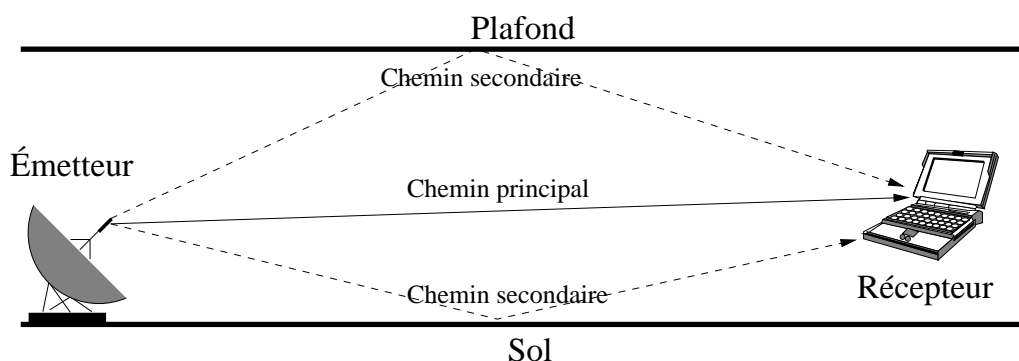 Plafond
Chemin secondaire
Émetteur
Chemin principal
Chemin secondaire
Récepteur
Sol